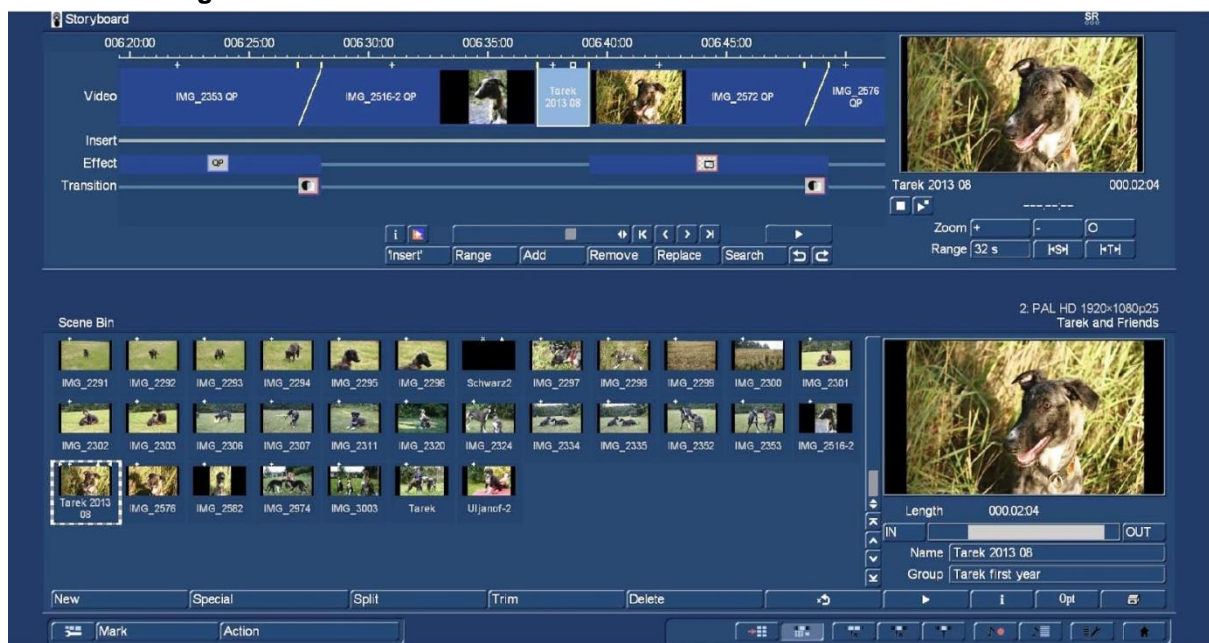 Storyboard
SR
006:20:00 006:25:00 006:30:00 006:35:00 006:40:00 006:45:00
Video
IMG_2353 QP
IMG_2516-2 QP
Tarek
2013 08
IMG_2572 QP
IMG_2576
QP
Insert
Effect
QP
Transition
Tarek 2013 08 000.02:04
---.--:--
i
'Insert' Range Add Remove Replace Search
Zoom + - O
Range 32 s |◂S▸| |◂T▸|
2: PAL HD 1920×1080p25
Tarek and Friends
Scene Bin
IMG_2291 IMG_2292 IMG_2293 IMG_2294 IMG_2295 IMG_2296 Schwarz2 IMG_2297 IMG_2298 IMG_2299 IMG_2300 IMG_2301
IMG_2302 IMG_2303 IMG_2306 IMG_2307 IMG_2311 IMG_2320 IMG_2324 IMG_2334 IMG_2335 IMG_2352 IMG_2353 IMG_2516-2
Tarek 2013
08
IMG_2576 IMG_2582 IMG_2974 IMG_3003 Tarek Uljanof-2
Length 000.02:04
IN OUT
Name Tarek 2013 08
Group Tarek first year
New Special Split Trim Delete
i Opt
Mark Action